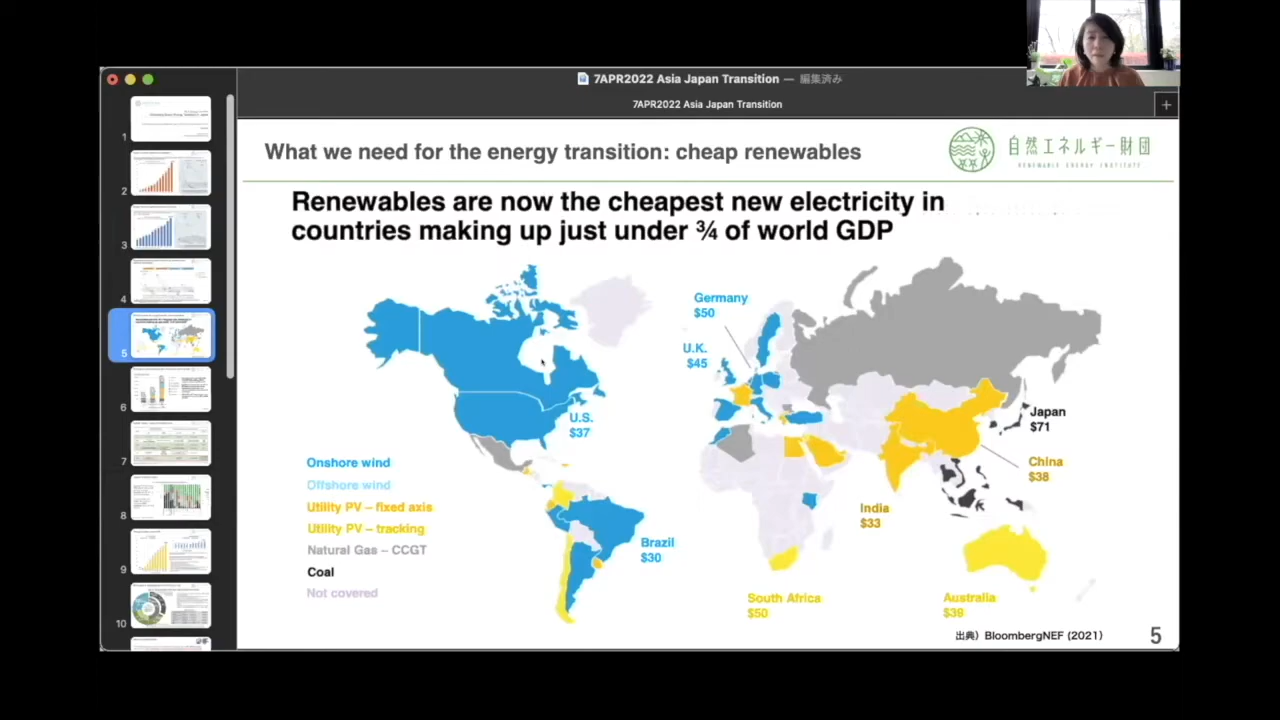 7APR2022 Asia Japan Transition — 編集済み
7APR2022 Asia Japan Transition
What we need for the energy transition: cheap renewables
自然エネルギー財団
RENEWABLE ENERGY INSTITUTE
Renewables are now the cheapest new electricity in
countries making up just under ¾ of world GDP
Germany
$50
U.K.
$45
U.S.
$37
Japan
$71
China
$38
India
$33
Brazil
$30
South Africa
$50
Australia
$39
Onshore wind
Offshore wind
Utility PV – fixed axis
Utility PV – tracking
Natural Gas – CCGT
Coal
Not covered
出典）BloombergNEF (2021)
5
1
2
3
4
5
6
7
8
9
10